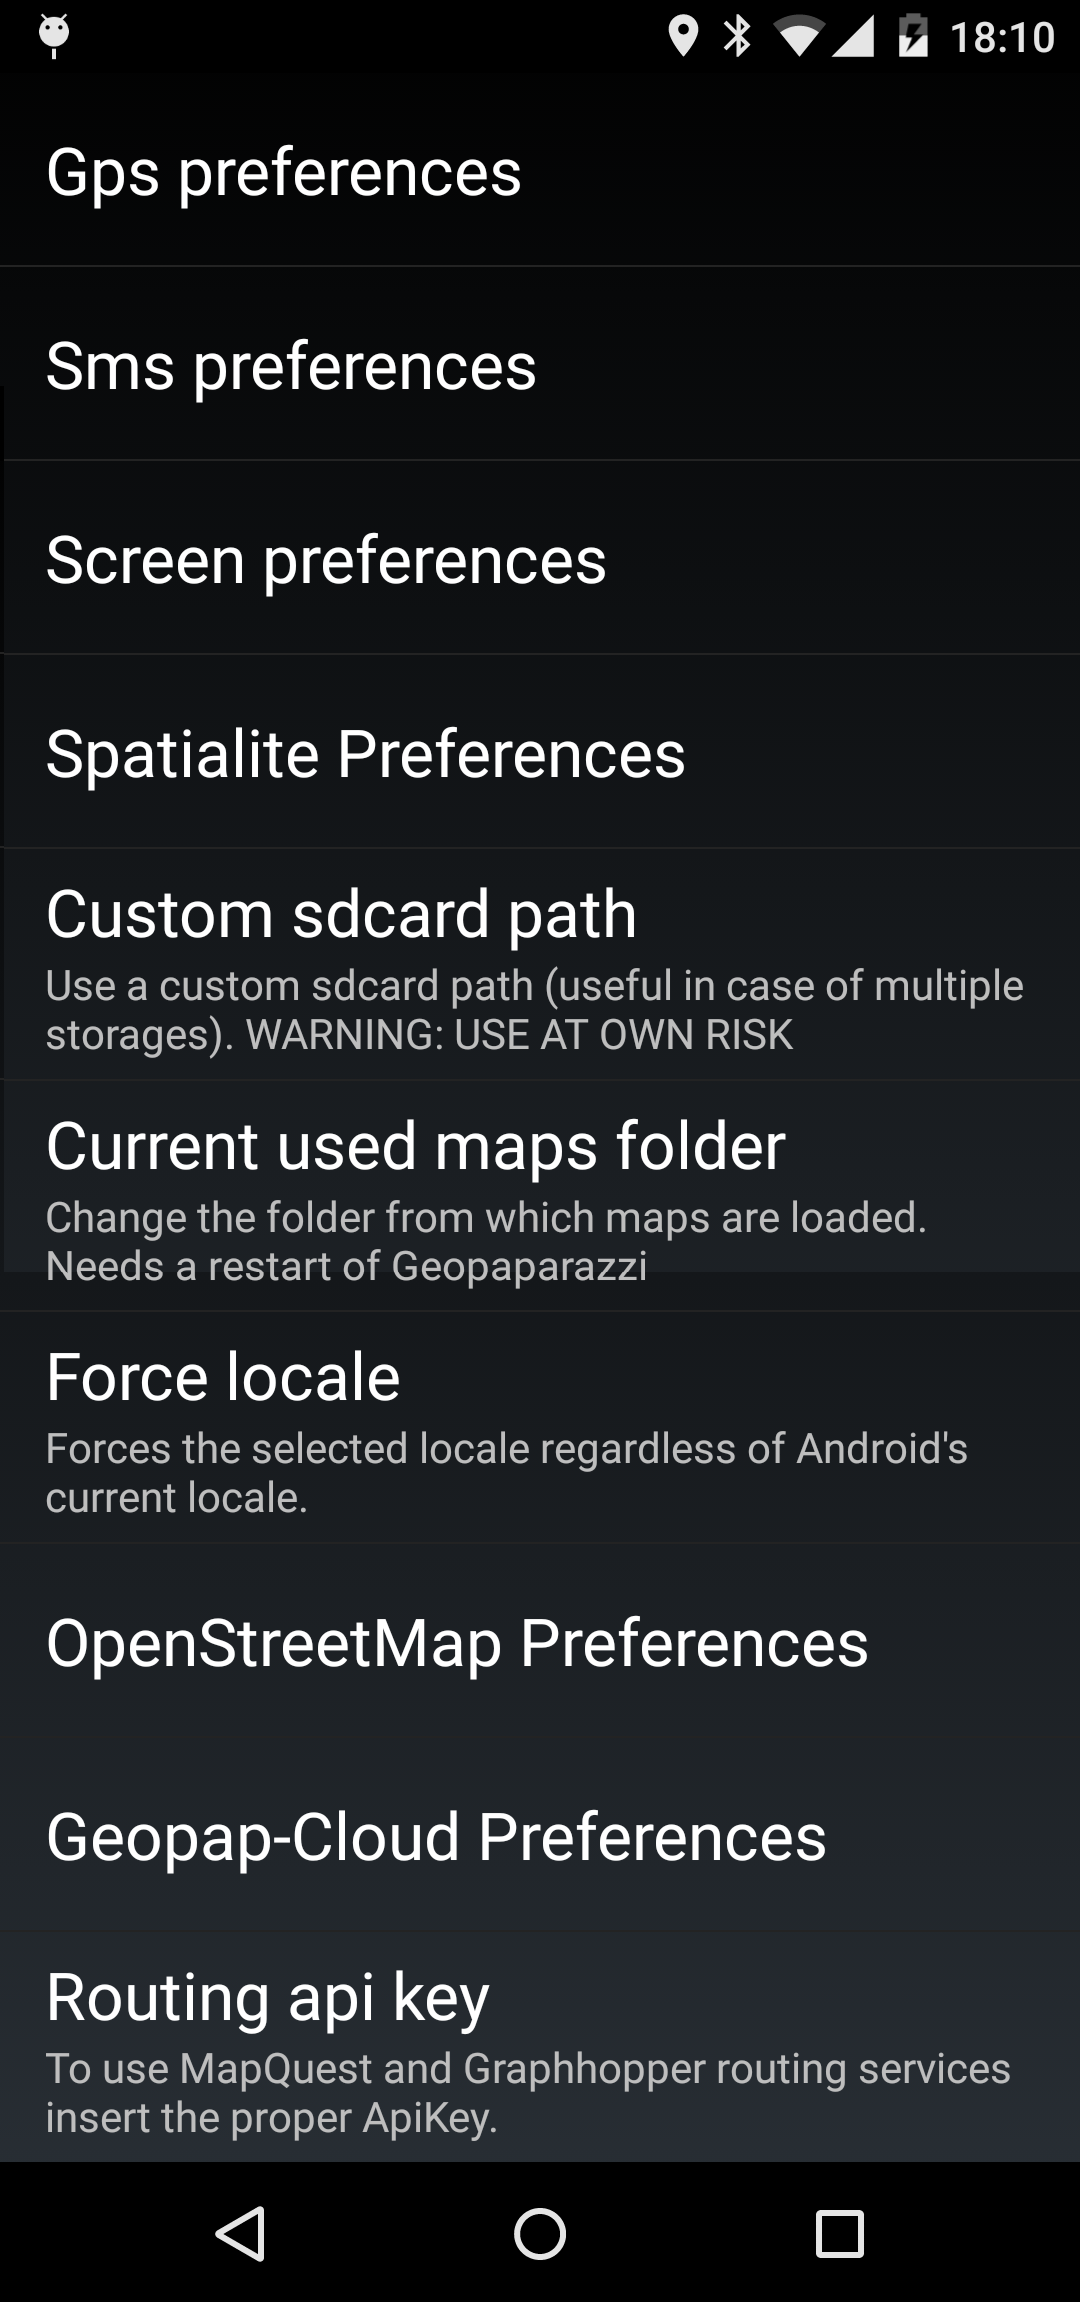 18:10
Gps preferences
Sms preferences
Screen preferences
Spatialite Preferences
Custom sdcard path
Use a custom sdcard path (useful in case of multiple
storages). WARNING: USE AT OWN RISK
Current used maps folder
Change the folder from which maps are loaded.
Needs a restart of Geopaparazzi
Force locale
Forces the selected locale regardless of Android's
current locale.
OpenStreetMap Preferences
Geopap-Cloud Preferences
Routing api key
To use MapQuest and Graphhopper routing services
insert the proper ApiKey.